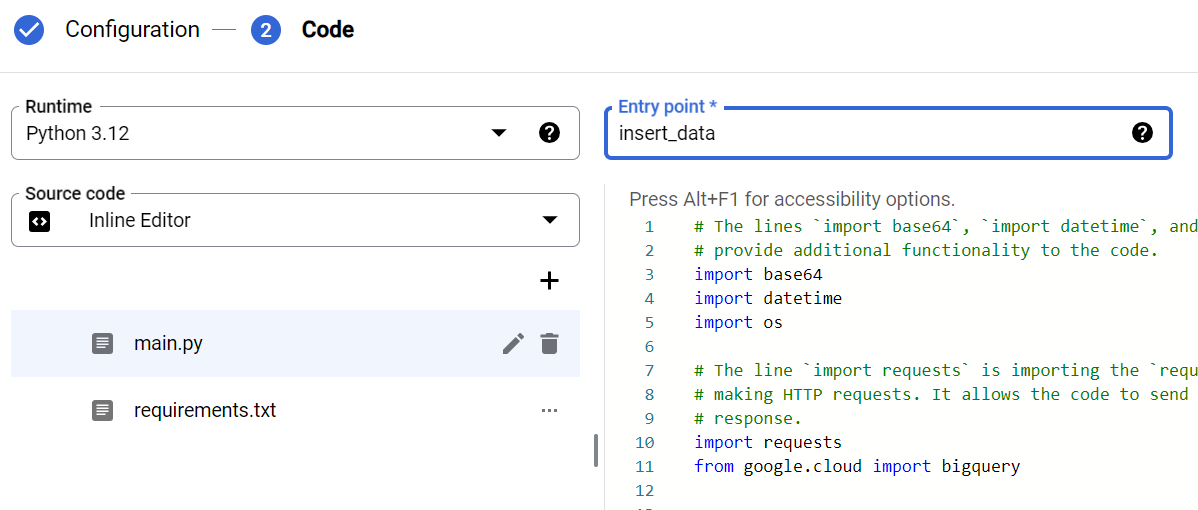 Configuration 2 Code
Runtime
Python 3.12
Entry point *
insert_data
Source code
Inline Editor
main.py
requirements.txt
Press Alt+F1 for accessibility options.
1 # The lines `import base64`, `import datetime`, and
2 # provide additional functionality to the code.
3 import base64
4 import datetime
5 import os
6
7 # The line `import requests` is importing the `requ
8 # making HTTP requests. It allows the code to send
9 # response.
10 import requests
11 from google.cloud import bigquery
12